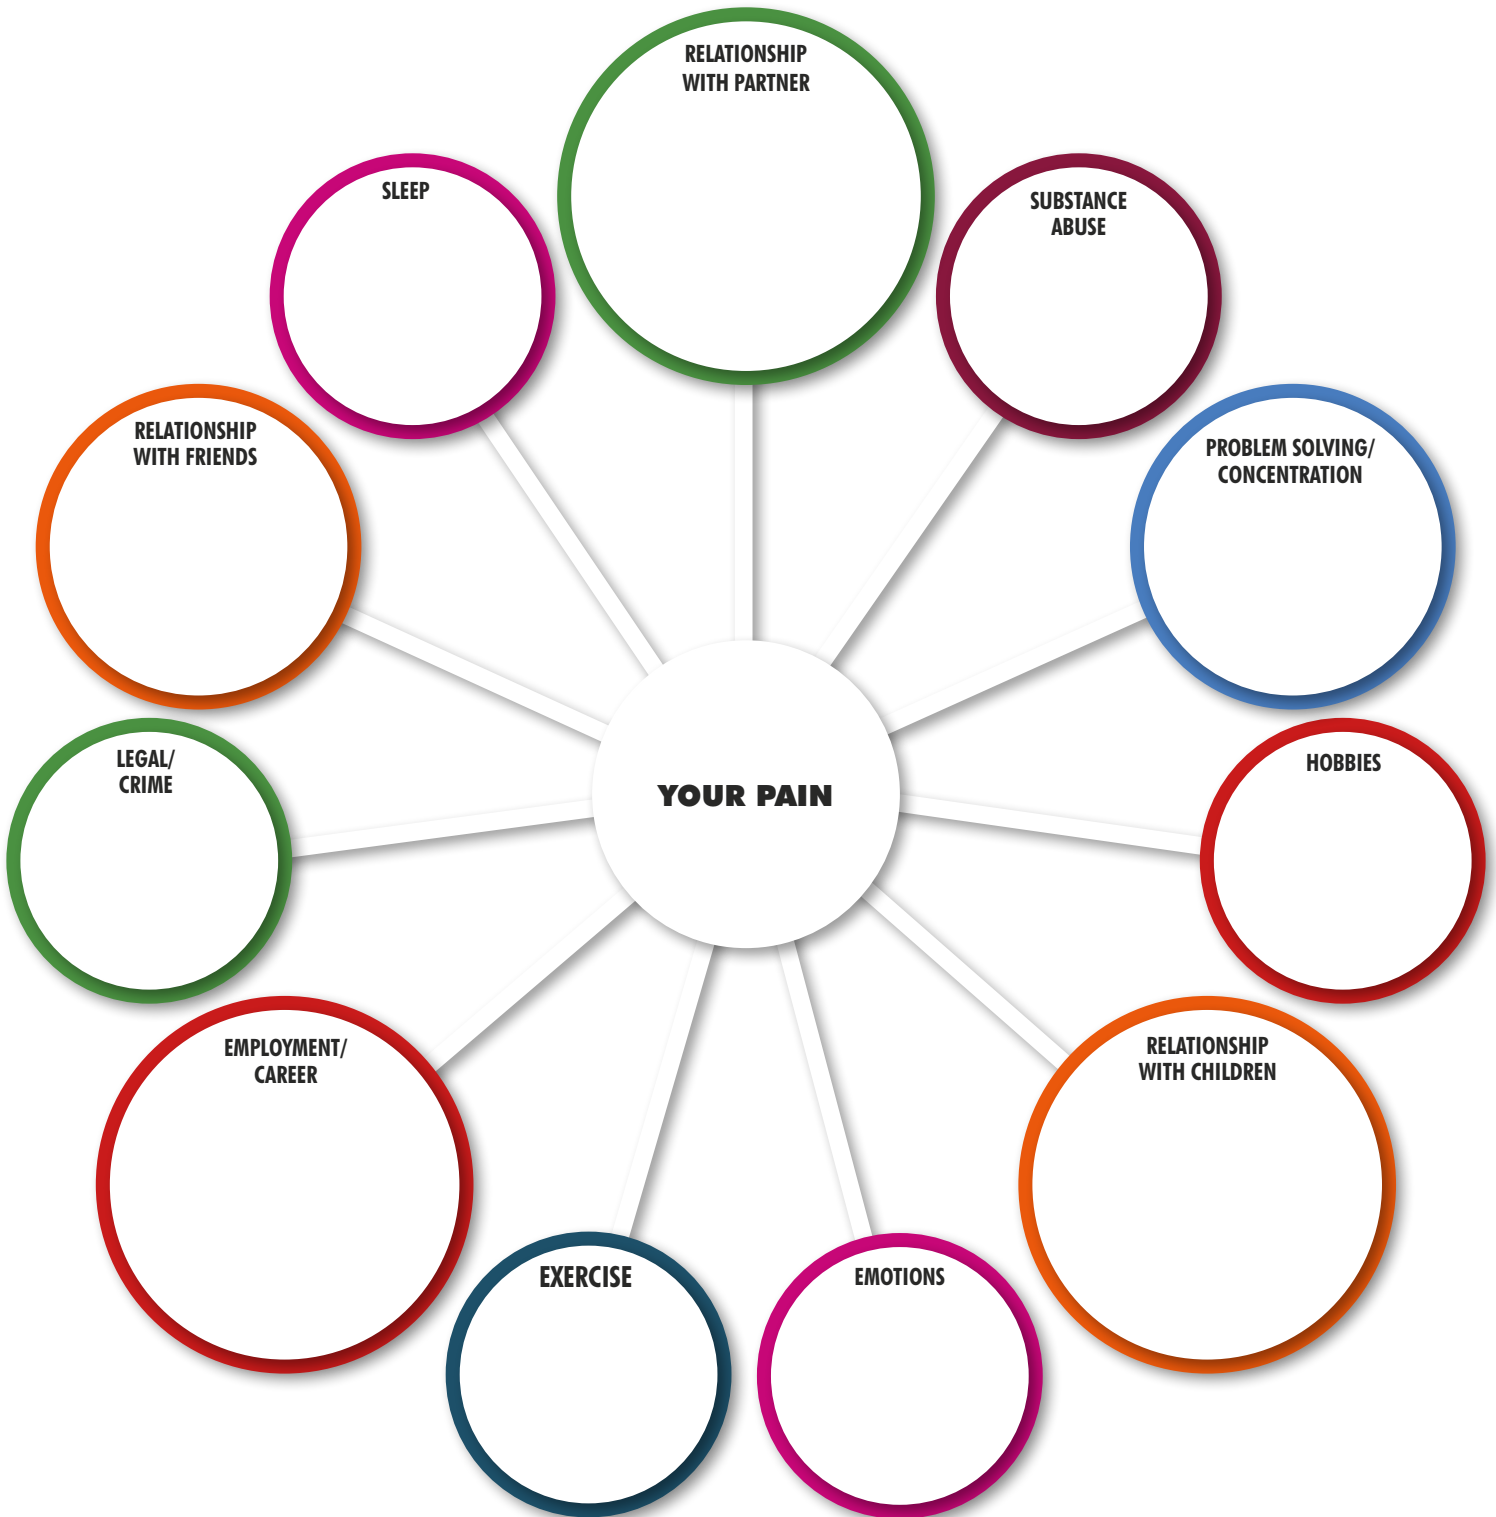 RELATIONSHIP
WITH PARTNER
SLEEP
SUBSTANCE
ABUSE
RELATIONSHIP
WITH FRIENDS
PROBLEM SOLVING/
CONCENTRATION
LEGAL/
CRIME
HOBBIES
YOUR PAIN
EMPLOYMENT/
CAREER
RELATIONSHIP
WITH CHILDREN
EXERCISE
EMOTIONS